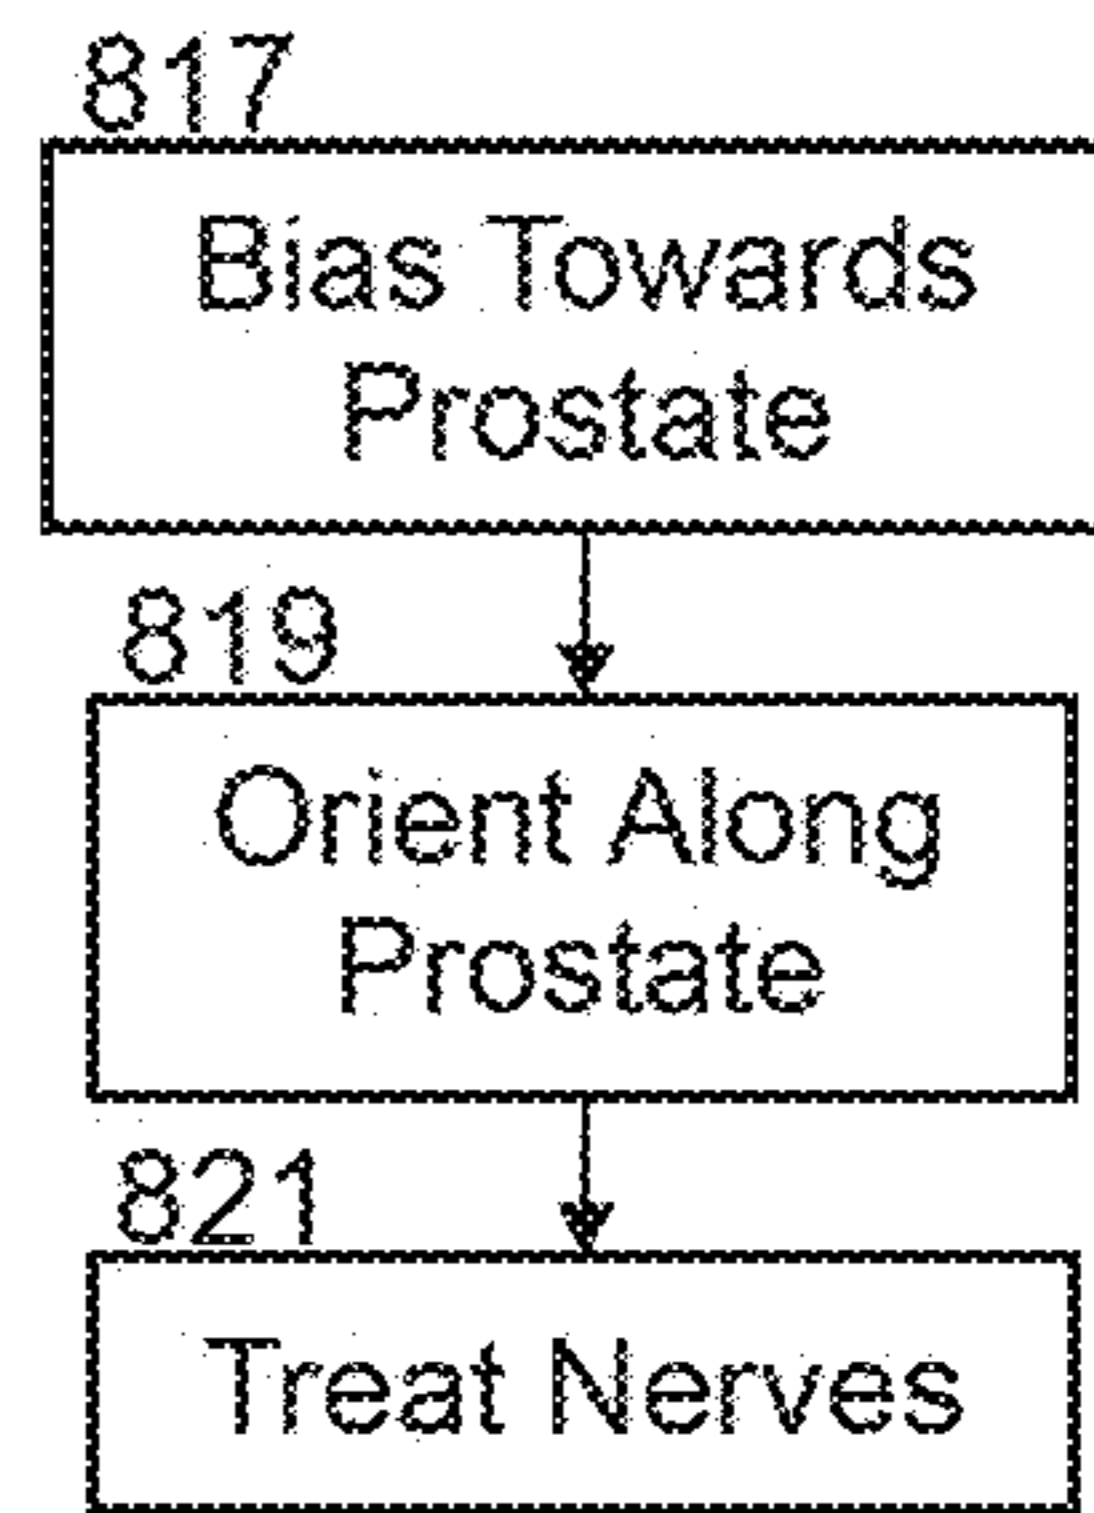 817
Bias Towards
Prostate
819
Orient Along
Prostate
821
Treat Nerves